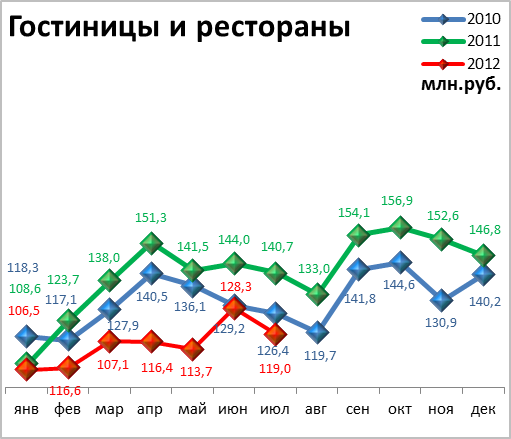 Гостиницы и рестораны
2010
2011
2012
млн.руб.
156,9
154,1
152,6
151,3
146,8
144,0
141,5
140,7
138,0
133,0
118,3
123,7
128,3
108,6
117,1
106,5
140,5
136,1
141,8
144,6
140,2
127,9
129,2
126,4
119,7
130,9
107,1
116,4
113,7
119,0
116,6
янв
фев
мар
апр
май
июн
июл
авг
сен
окт
ноя
дек